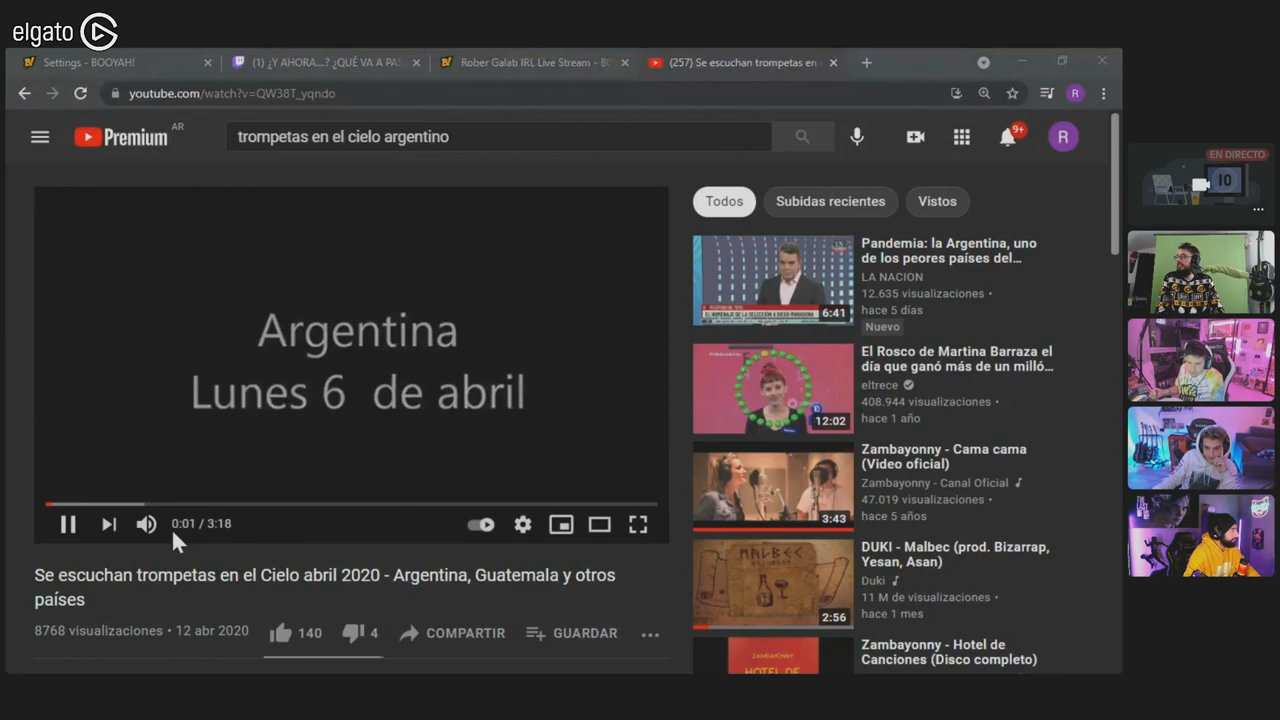 elgato
Settings - BOOYAH!
(1) ¿Y AHORA....? ¿QUÉ VA A PAS
Rober Galati IRL Live Stream - BO
(257) Se escuchan trompetas en
youtube.com/watch?v=QW38T_yqndo
R
Premium AR
trompetas en el cielo argentino
9+
R
EN DIRECTO
10
Argentina
Lunes 6 de abril
0:01 / 3:18
Se escuchan trompetas en el Cielo abril 2020 - Argentina, Guatemala y otros
países
8768 visualizaciones • 12 abr 2020
140
4
COMPARTIR
GUARDAR
Todos
Subidas recientes
Vistos
6:41
Pandemia: la Argentina, uno
de los peores países del...
LA NACION
12.635 visualizaciones •
hace 5 días
Nuevo
12:02
El Rosco de Martina Barraza el
día que ganó más de un milló...
eltrece
408.944 visualizaciones •
hace 1 año
3:43
Zambayonny - Cama cama
(Video oficial)
Zambayonny - Canal Oficial
47.019 visualizaciones •
hace 5 años
MALBEC
2:56
DUKI - Malbec (prod. Bizarrap,
Yesan, Asan)
Duki
11 M de visualizaciones •
hace 1 mes
ZAMBAYONNY
HOTEL DE
Zambayonny - Hotel de
Canciones (Disco completo)